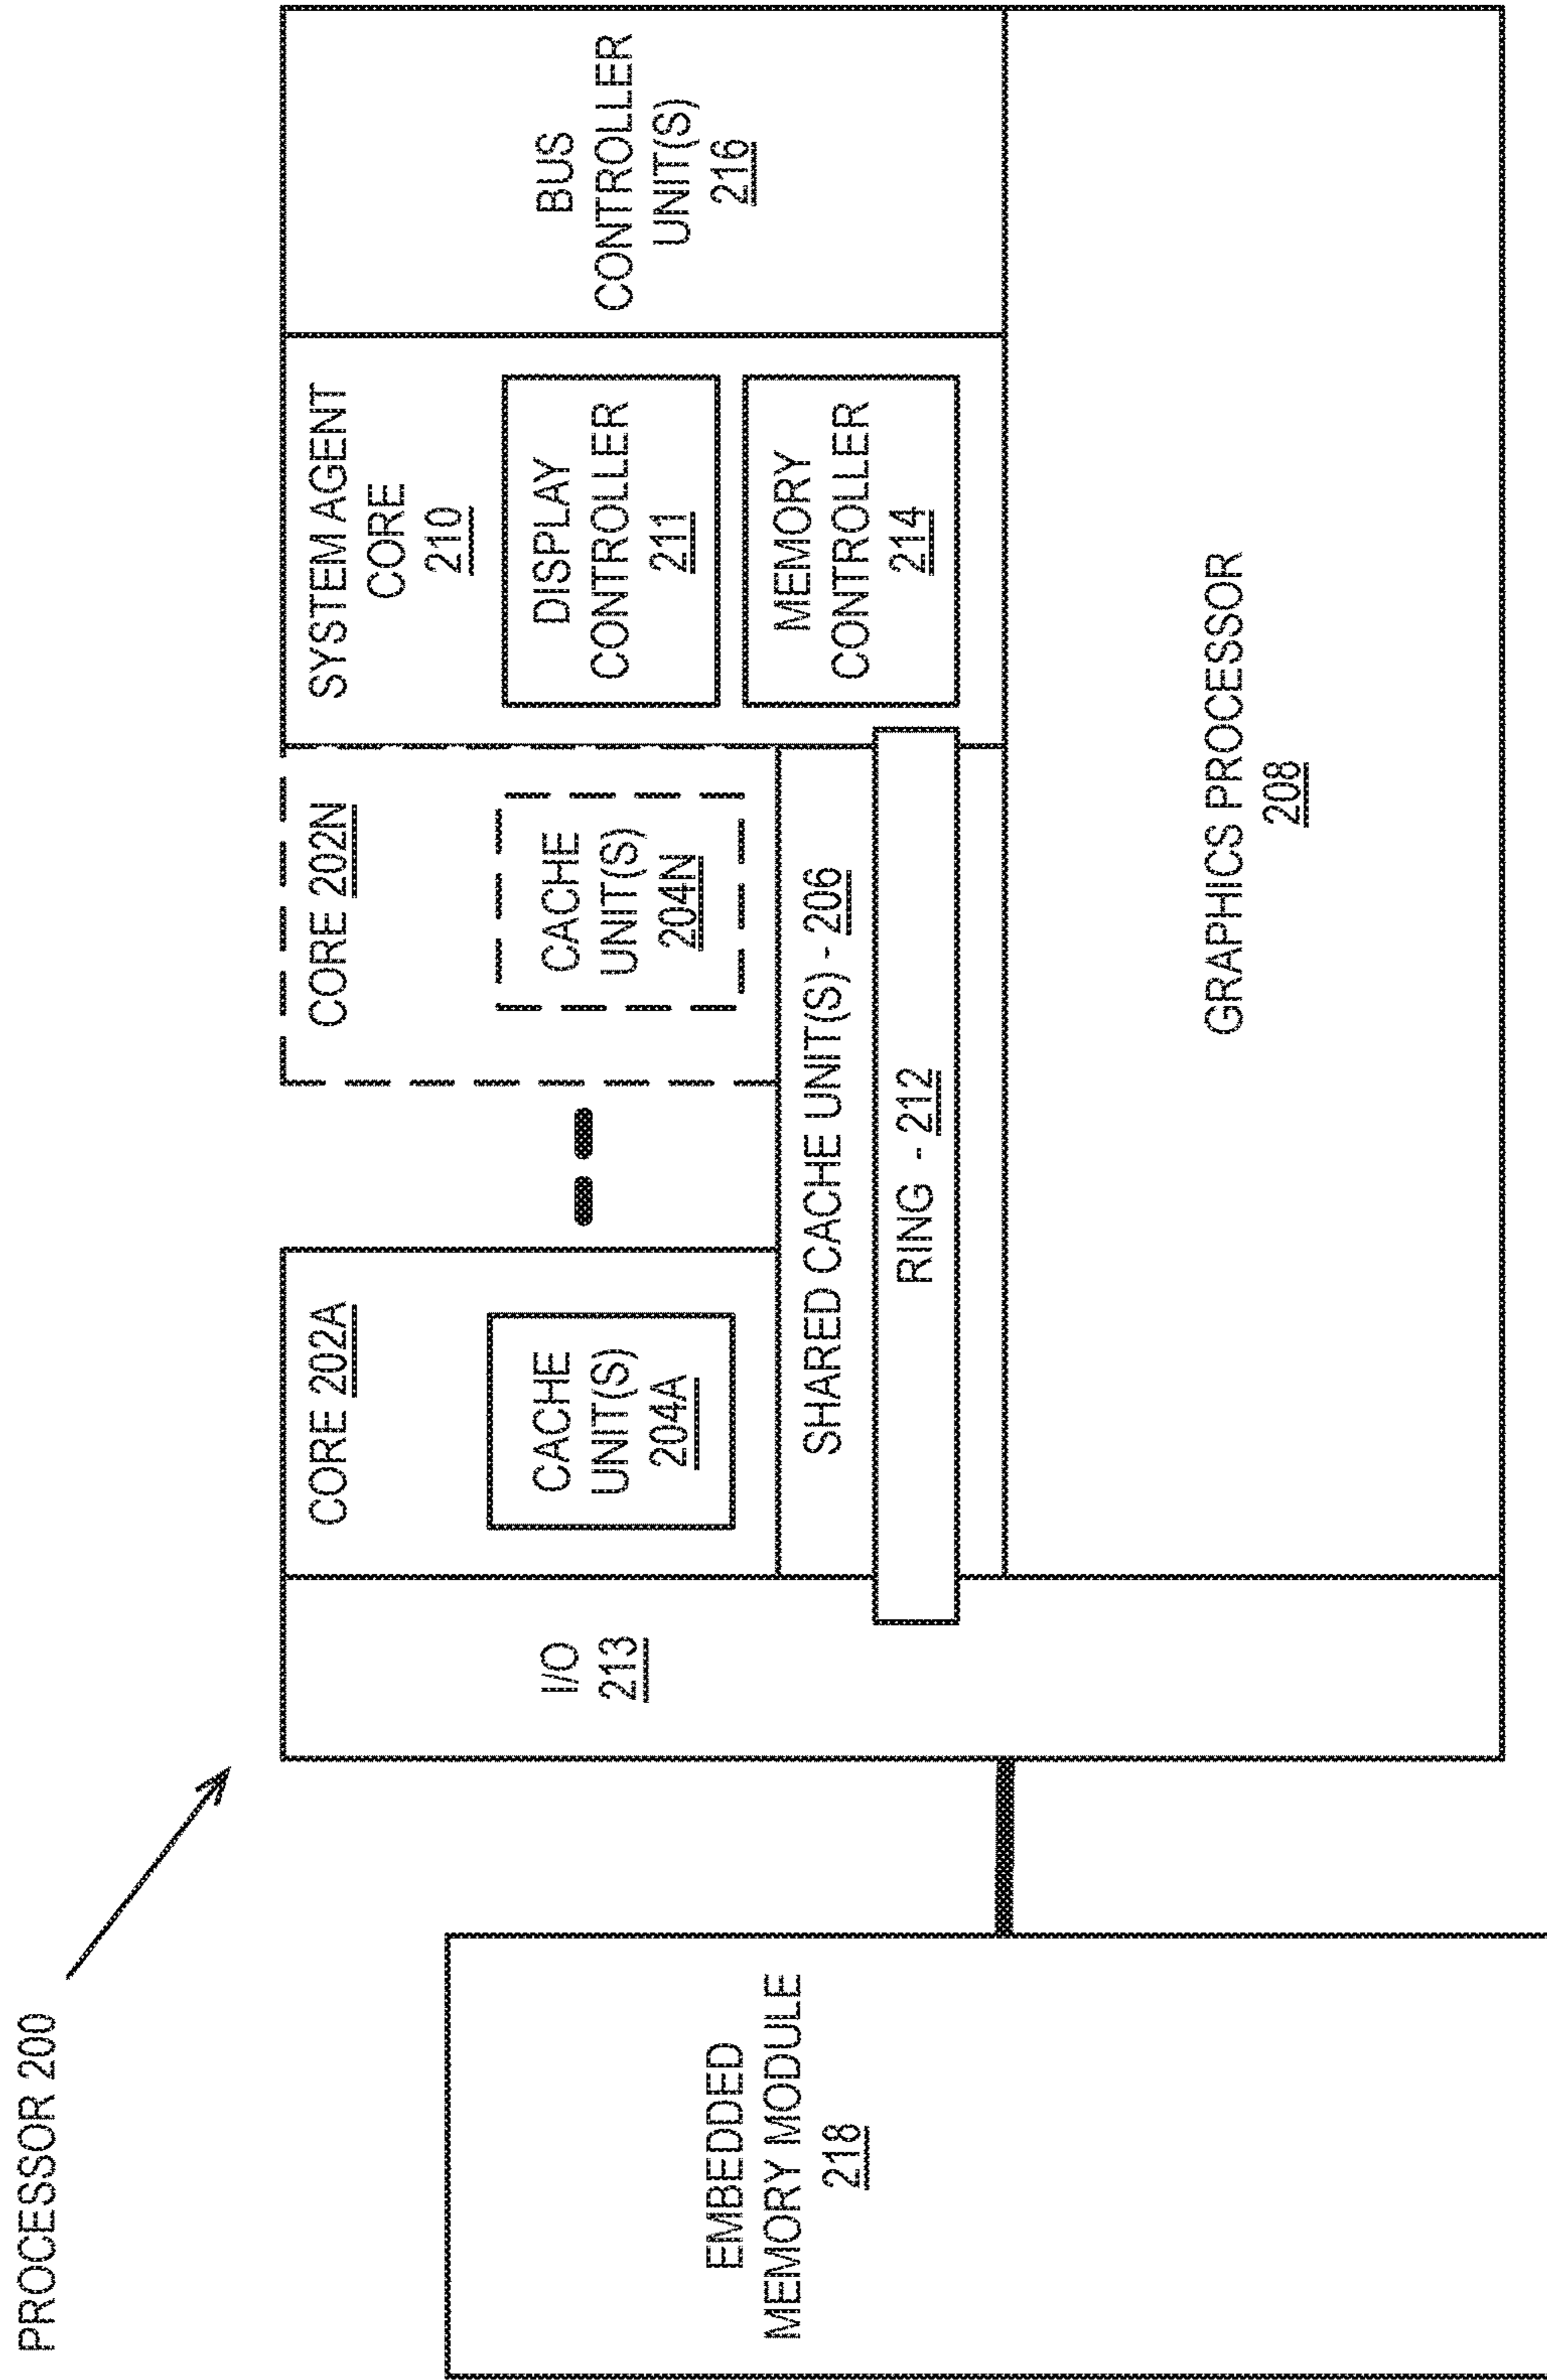 PROCESSOR 200
EMBEDDED
MEMORY MODULE
218
I/O
213
CORE 202A
CACHE
UNIT(S)
204A
CORE 202N
CACHE
UNIT(S)
204N
SHARED CACHE UNIT(S) - 206
RING - 212
SYSTEM AGENT
CORE
210
DISPLAY
CONTROLLER
211
MEMORY
CONTROLLER
214
BUS
CONTROLLER
UNIT(S)
216
GRAPHICS PROCESSOR
208